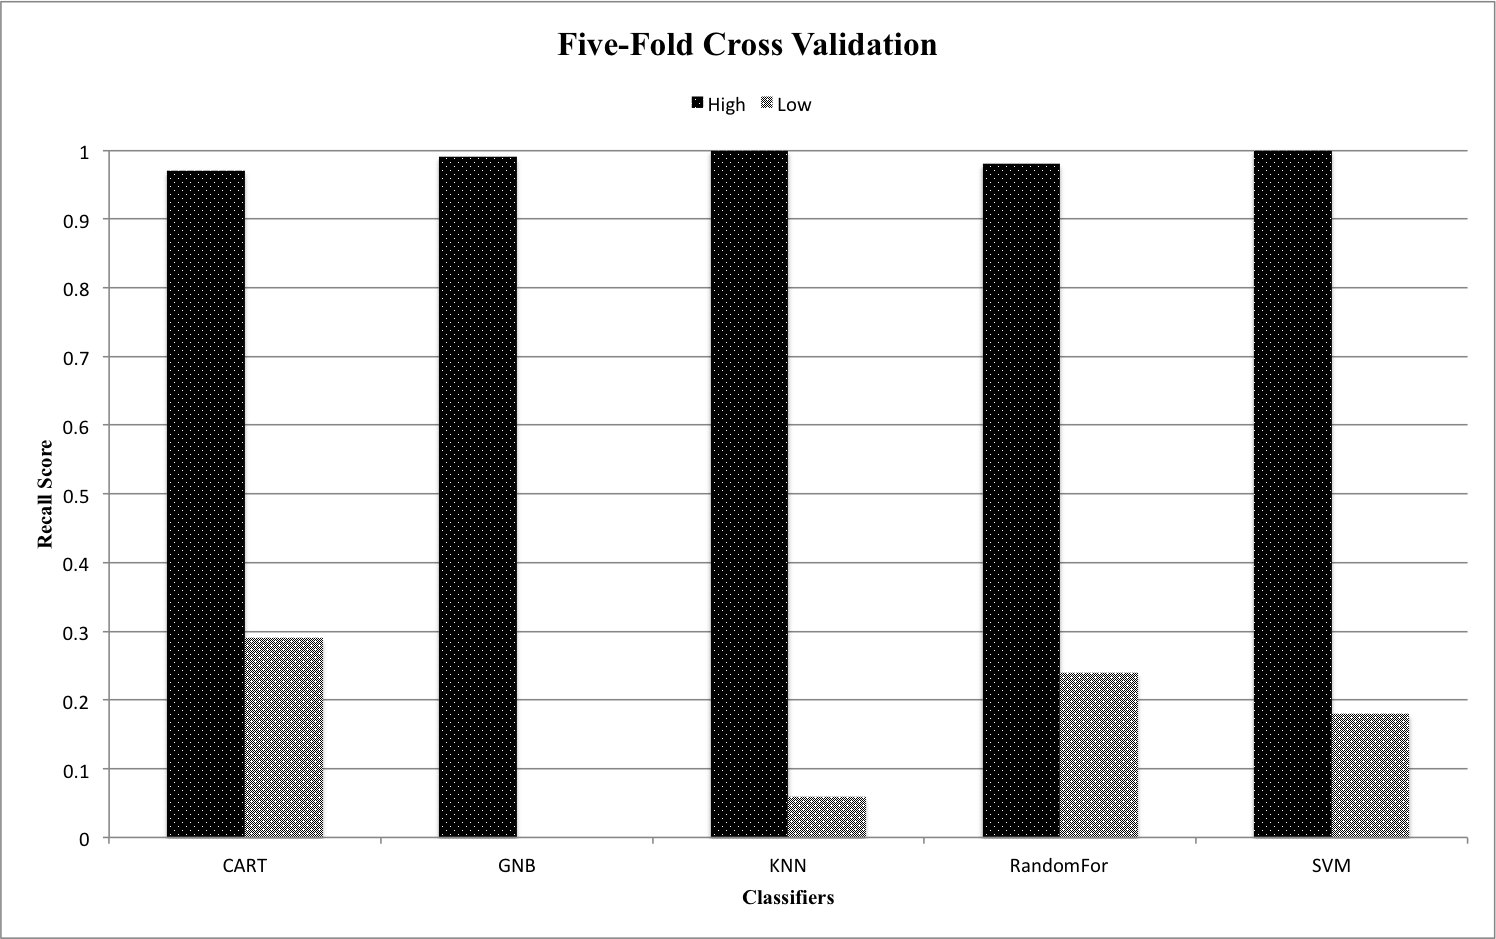 Five-Fold Cross Validation
High Low
1
0.9
0.8
0.7
0.6
0.5
0.4
0.3
0.2
0.1
0
Recall Score
CART GNB KNN RandomFor SVM
Classifiers